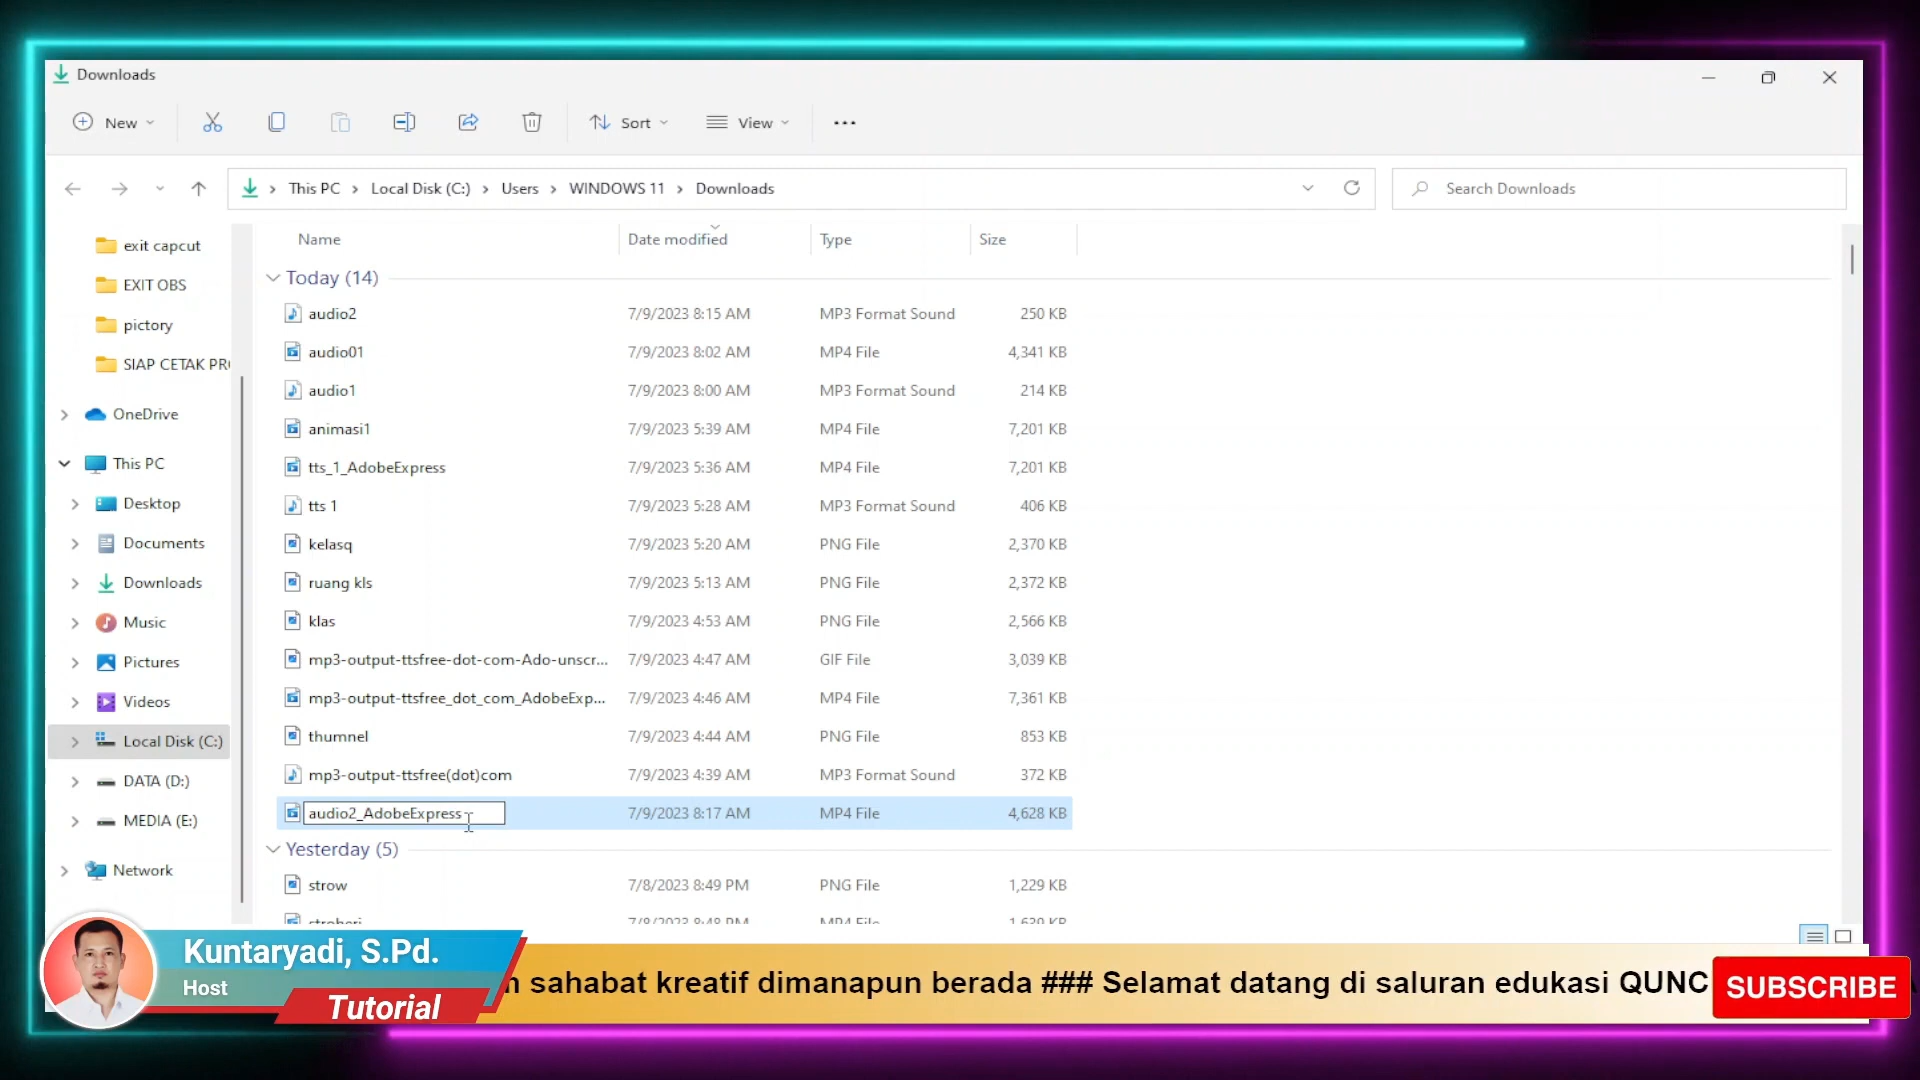 Downloads
New
Sort
View
This PC
Local Disk (C:)
Users
WINDOWS 11
Downloads
Search Downloads
exit capcut
EXIT OBS
pictory
SIAP CETAK PR
OneDrive
This PC
Desktop
Documents
Downloads
Music
Pictures
Videos
Local Disk (C:)
DATA (D:)
MEDIA (E:)
Network
Name Date modified Type Size
Today (14)
audio2 7/9/2023 8:15 AM MP3 Format Sound 250 KB
audio01 7/9/2023 8:02 AM MP4 File 4,341 KB
audio1 7/9/2023 8:00 AM MP3 Format Sound 214 KB
animasi1 7/9/2023 5:39 AM MP4 File 7,201 KB
tts_1_AdobeExpress 7/9/2023 5:36 AM MP4 File 7,201 KB
tts 1 7/9/2023 5:28 AM MP3 Format Sound 406 KB
kelasq 7/9/2023 5:20 AM PNG File 2,370 KB
ruang kls 7/9/2023 5:13 AM PNG File 2,372 KB
klas 7/9/2023 4:53 AM PNG File 2,566 KB
mp3-output-ttsfree-dot-com-Ado-unscr... 7/9/2023 4:47 AM GIF File 3,039 KB
mp3-output-ttsfree_dot_com_AdobeExp... 7/9/2023 4:46 AM MP4 File 7,361 KB
thumnel 7/9/2023 4:44 AM PNG File 853 KB
mp3-output-ttsfree(dot)com 7/9/2023 4:39 AM MP3 Format Sound 372 KB
audio2_AdobeExpress 7/9/2023 8:17 AM MP4 File 4,628 KB
Yesterday (5)
strow 7/8/2023 8:49 PM PNG File 1,229 KB
stroberi 7/8/2023 8:48 PM MP4 File 1,639 KB
Kuntaryadi, S.Pd.
Host
Tutorial
sahabat kreatif dimanapun berada ### Selamat datang di saluran edukasi QUNC
SUBSCRIBE